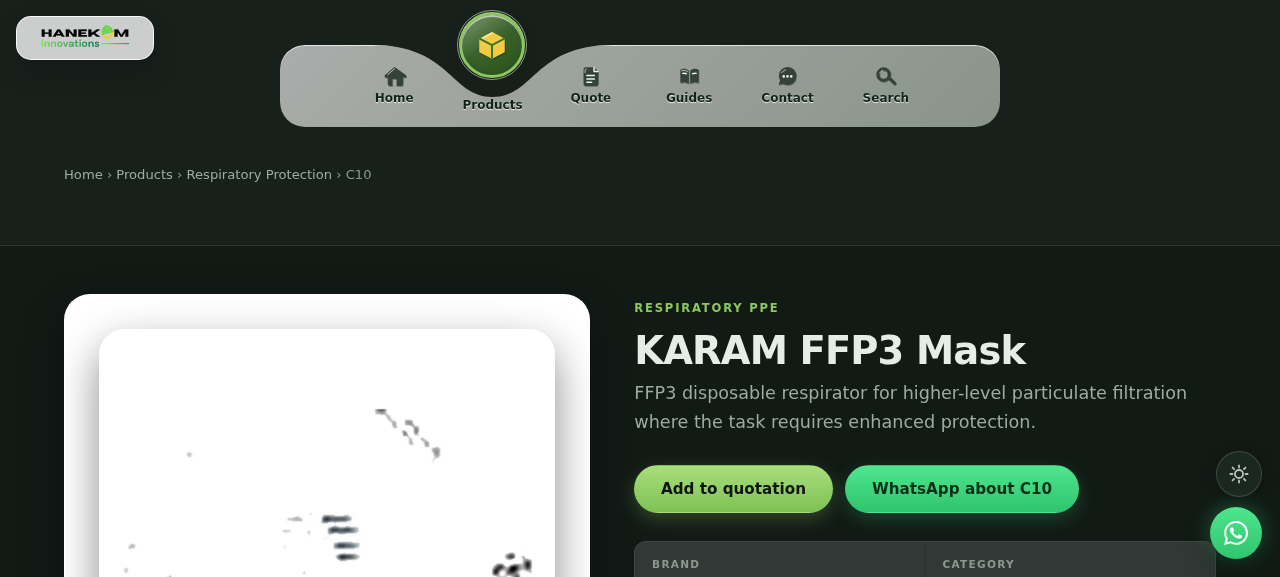 HANEKOM
Innovations
Home
Products
Quote
Guides
Contact
Search
Home › Products › Respiratory Protection › C10
RESPIRATORY PPE
KARAM FFP3 Mask
FFP3 disposable respirator for higher-level particulate filtration
where the task requires enhanced protection.
Add to quotation
WhatsApp about C10
BRAND
CATEGORY